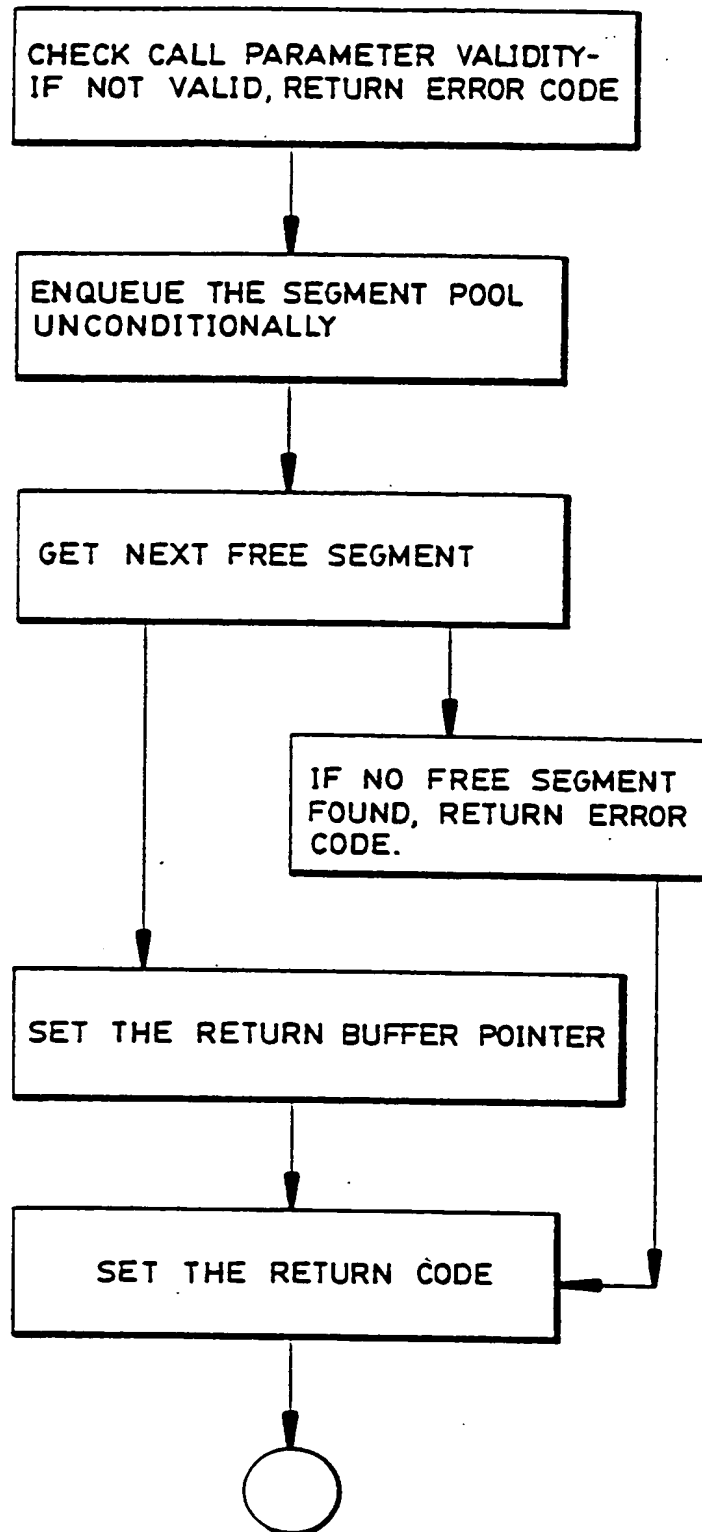 CHECK CALL PARAMETER VALIDITY-
IF NOT VALID, RETURN ERROR CODE
ENQUEUE THE SEGMENT POOL
UNCONDITIONALLY
GET NEXT FREE SEGMENT
IF NO FREE SEGMENT
FOUND, RETURN ERROR
CODE.
SET THE RETURN BUFFER POINTER
SET THE RETURN CODE